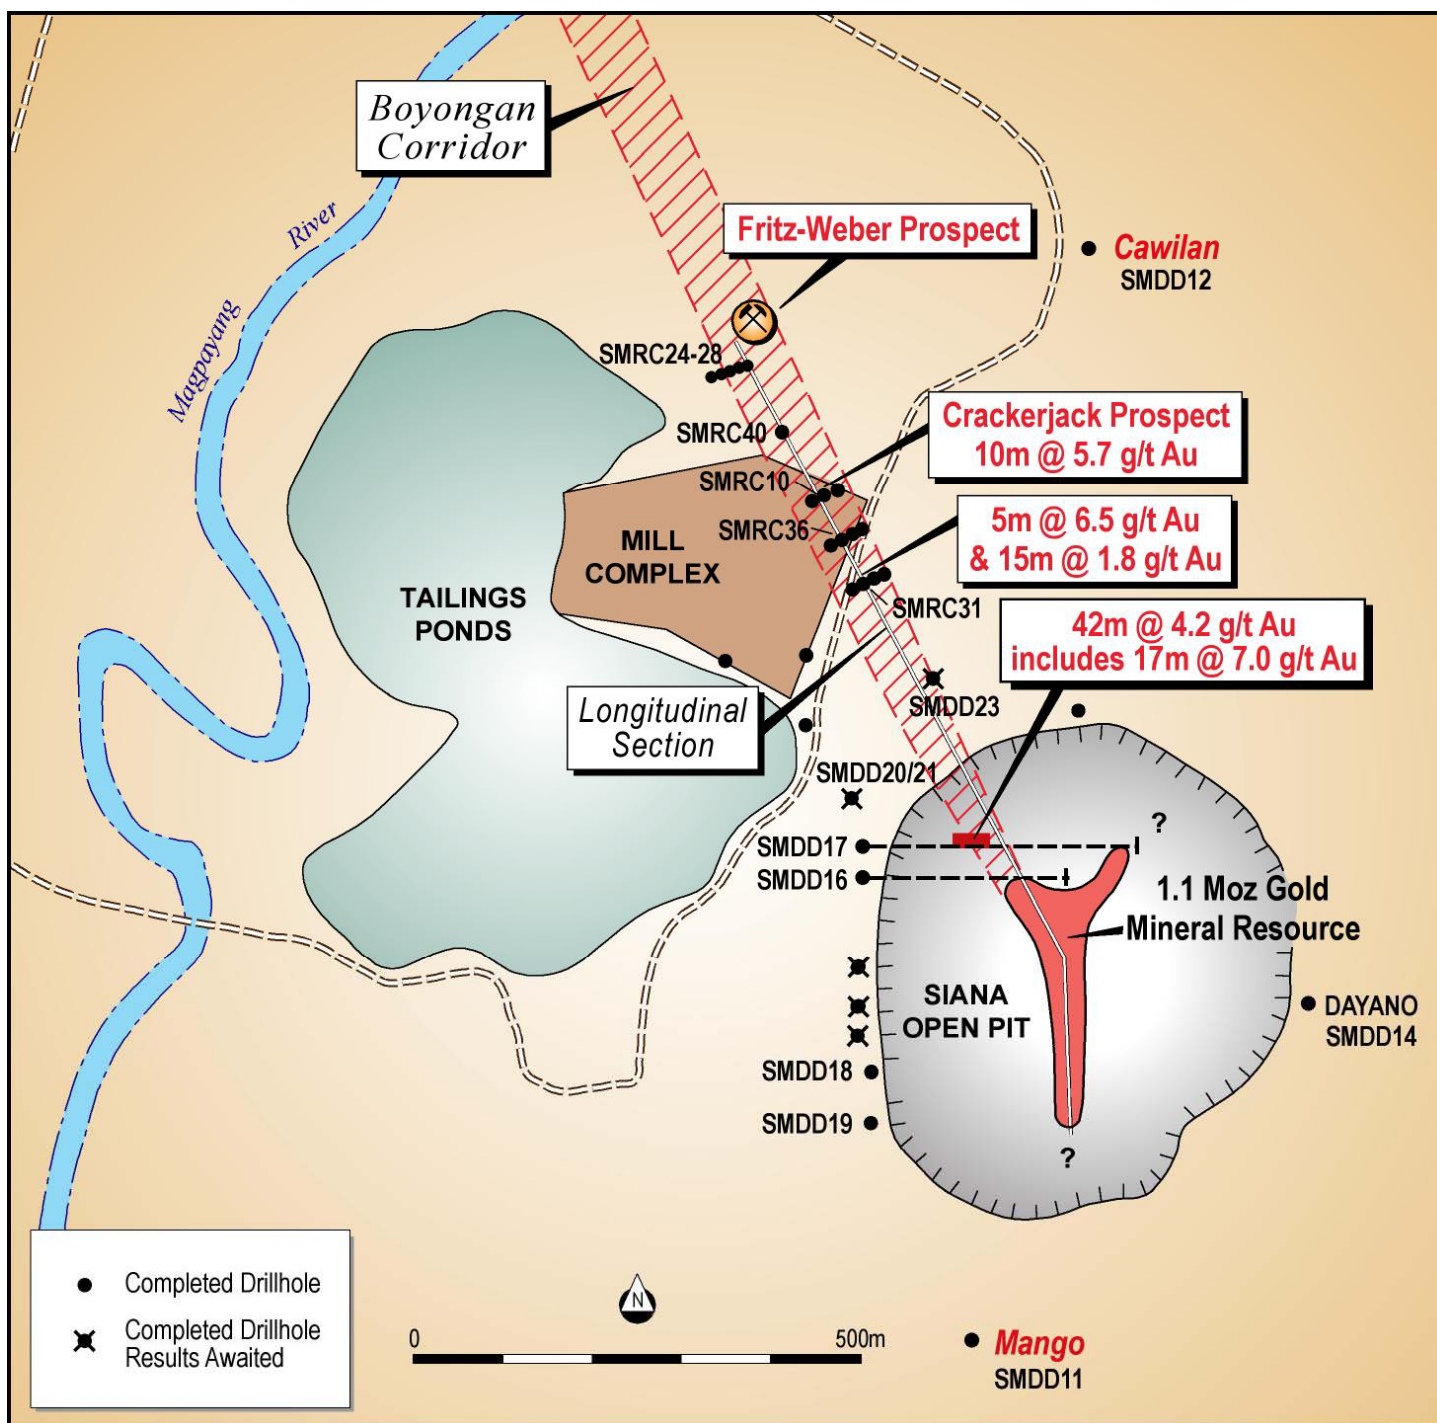 Boyongan
Corridor
River
Magpayang
Fritz-Weber Prospect
Cawilan
SMDD12
SMRC24-28
SMRC40
Crackerjack Prospect
10m @ 5.7 g/t Au
SMRC10
SMRC36
5m @ 6.5 g/t Au
& 15m @ 1.8 g/t Au
MILL
COMPLEX
TAILINGS
PONDS
SMRC31
42m @ 4.2 g/t Au
includes 17m @ 7.0 g/t Au
Longitudinal
Section
SMDD23
SMDD20/21
SMDD17
SMDD16
?
1.1 Moz Gold
Mineral Resource
SIANA
OPEN PIT
DAYANO
SMDD14
SMDD18
SMDD19
?
Completed Drillhole
Completed Drillhole
Results Awaited
N
0
500m
Mango
SMDD11